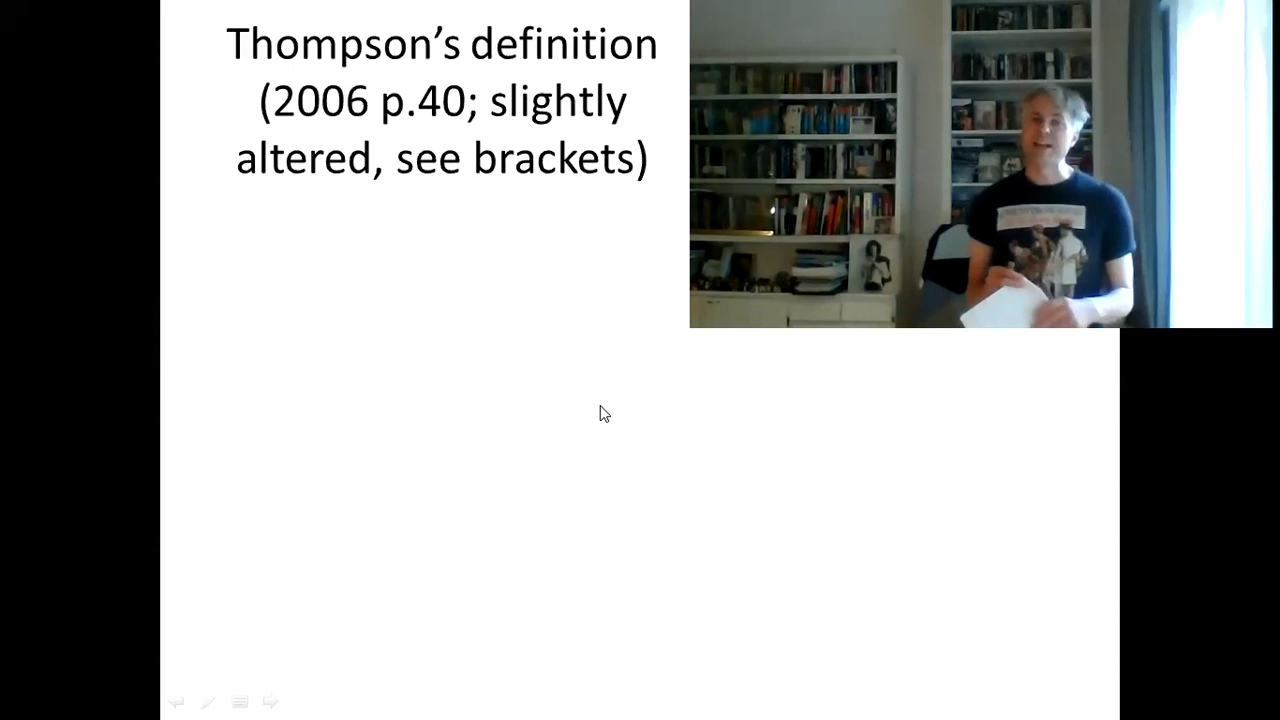 Thompson’s definition
(2006 p.40; slightly
altered, see brackets)